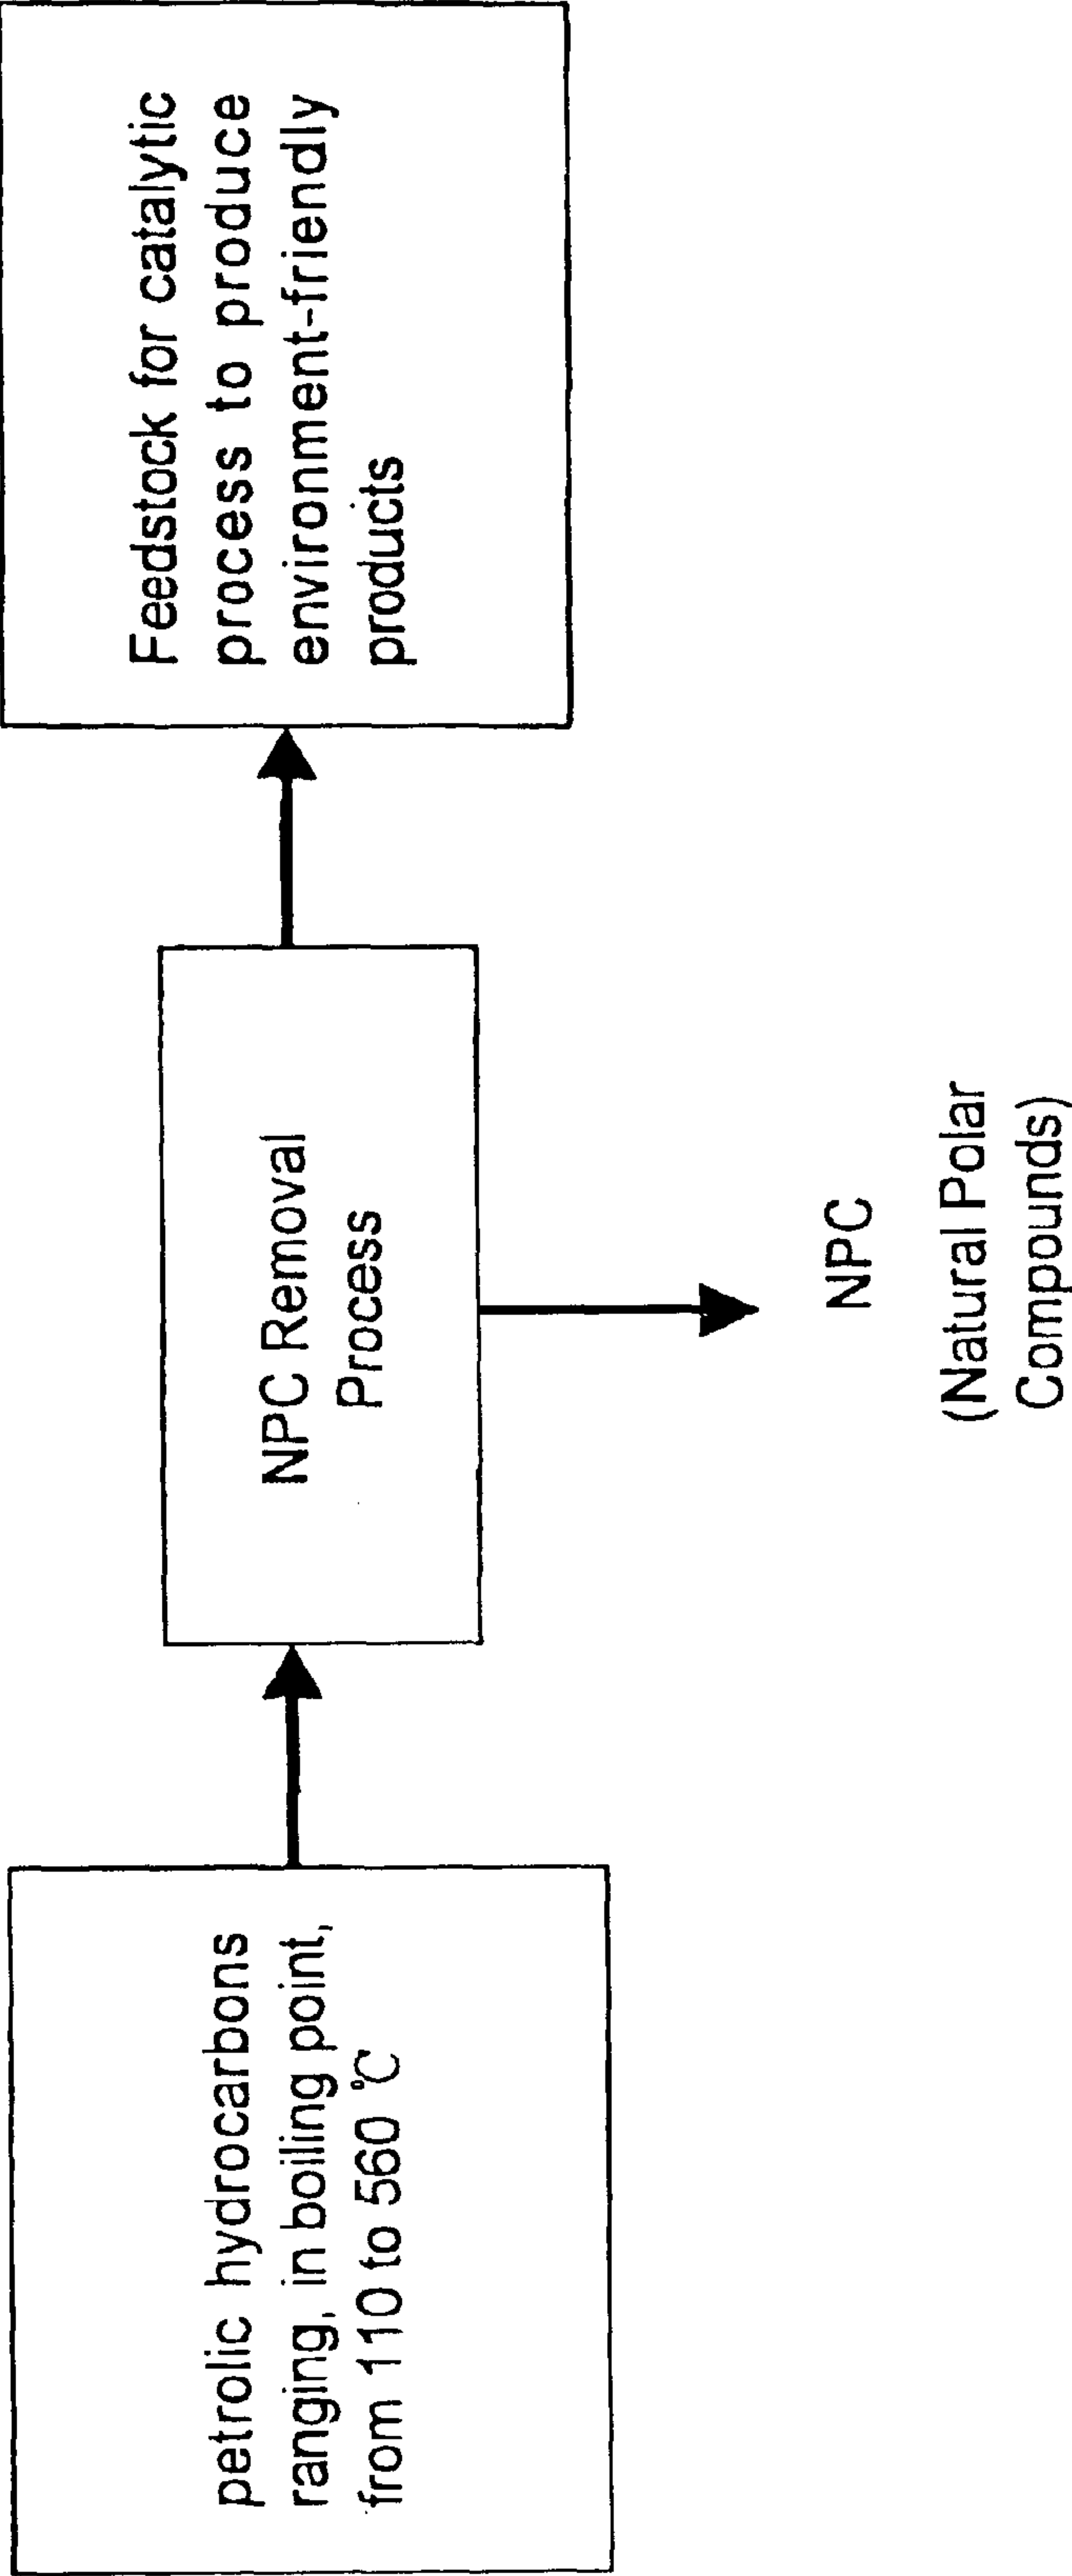 petrolic hydrocarbons
ranging, in boiling point,
from 110 to 560 ℃
NPC Removal
Process
NPC
(Natural Polar
Compounds)
Feedstock for catalytic
process to produce
environment-friendly
products